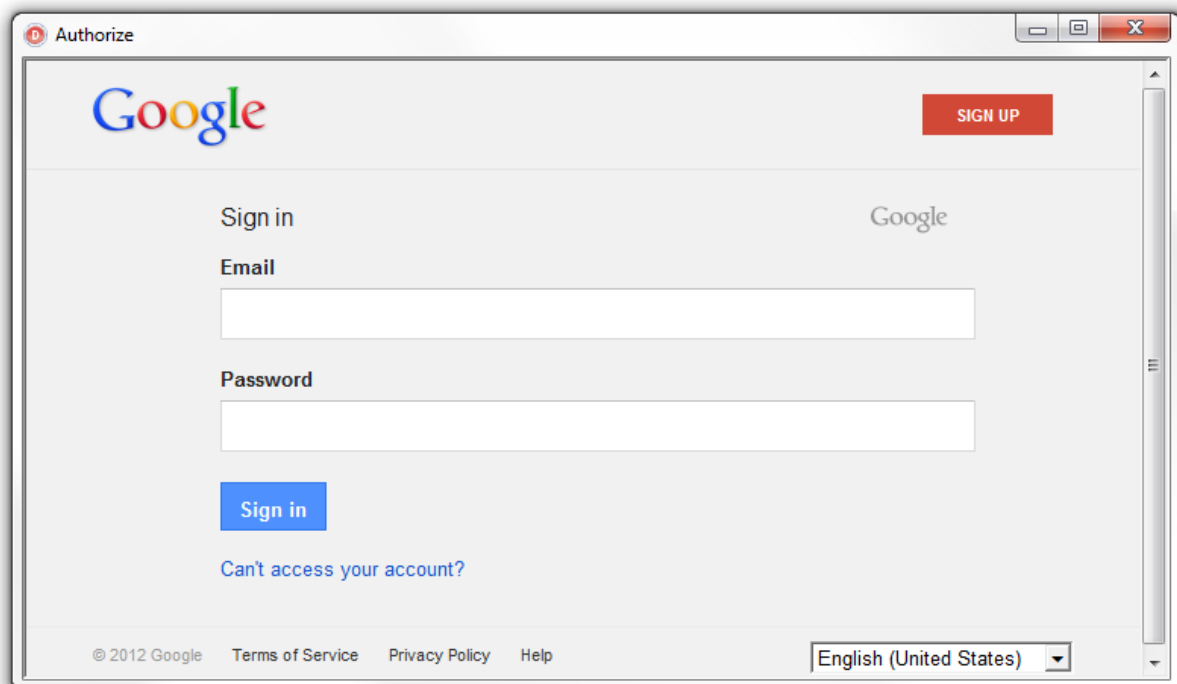 Authorize
Google
SIGN UP
Sign in
Google
Email
Password
Sign in
Can't access your account?
© 2012 Google Terms of Service Privacy Policy Help
English (United States)